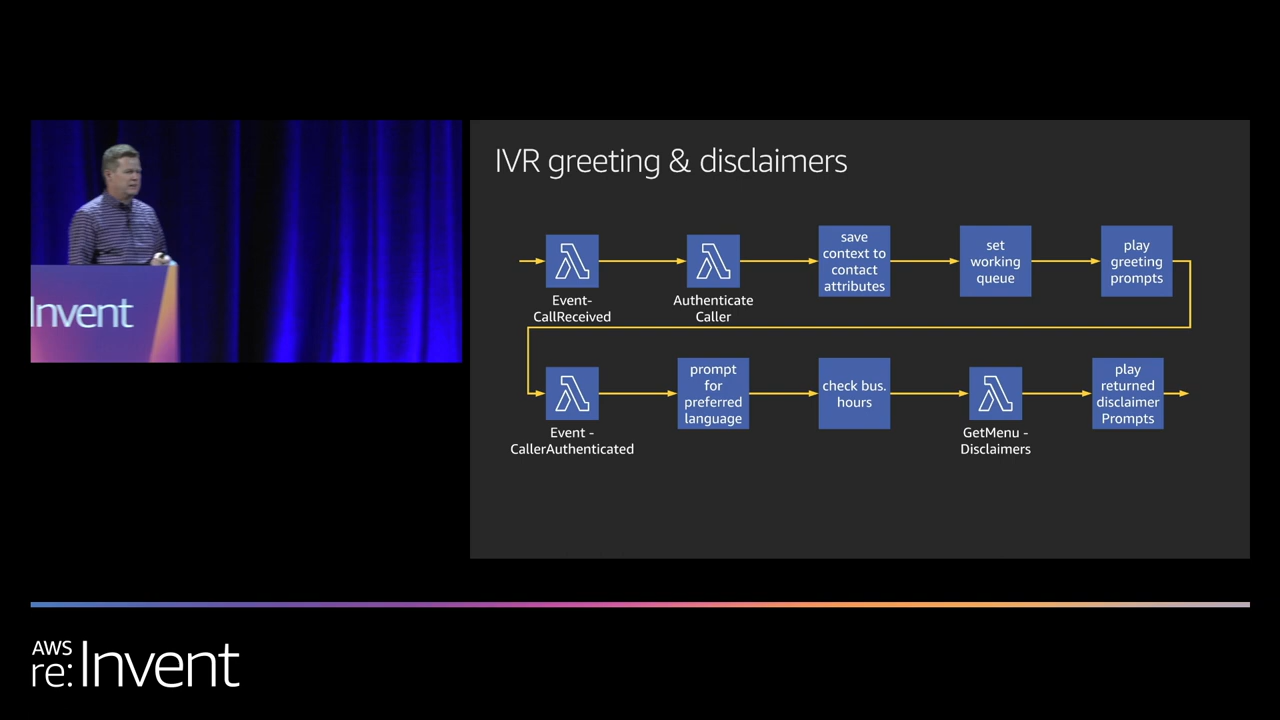 IVR greeting & disclaimers
Event-
CallReceived
Authenticate
Caller
save
context to
contact
attributes
set
working
queue
play
greeting
prompts
Event -
CallerAuthenticated
prompt
for
preferred
language
check bus.
hours
GetMenu -
Disclaimers
play
returned
disclaimer
Prompts
Invent
AWS
re:Invent